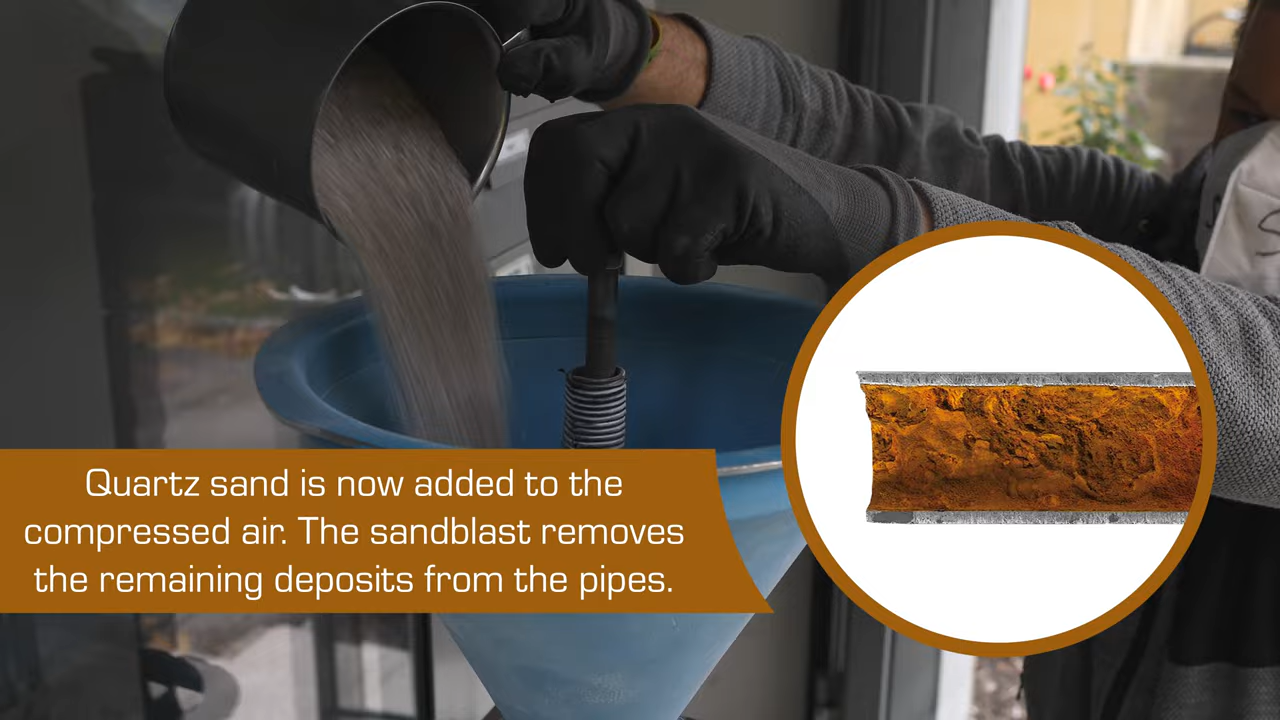 Quartz sand is now added to the
compressed air. The sandblast removes
the remaining deposits from the pipes.